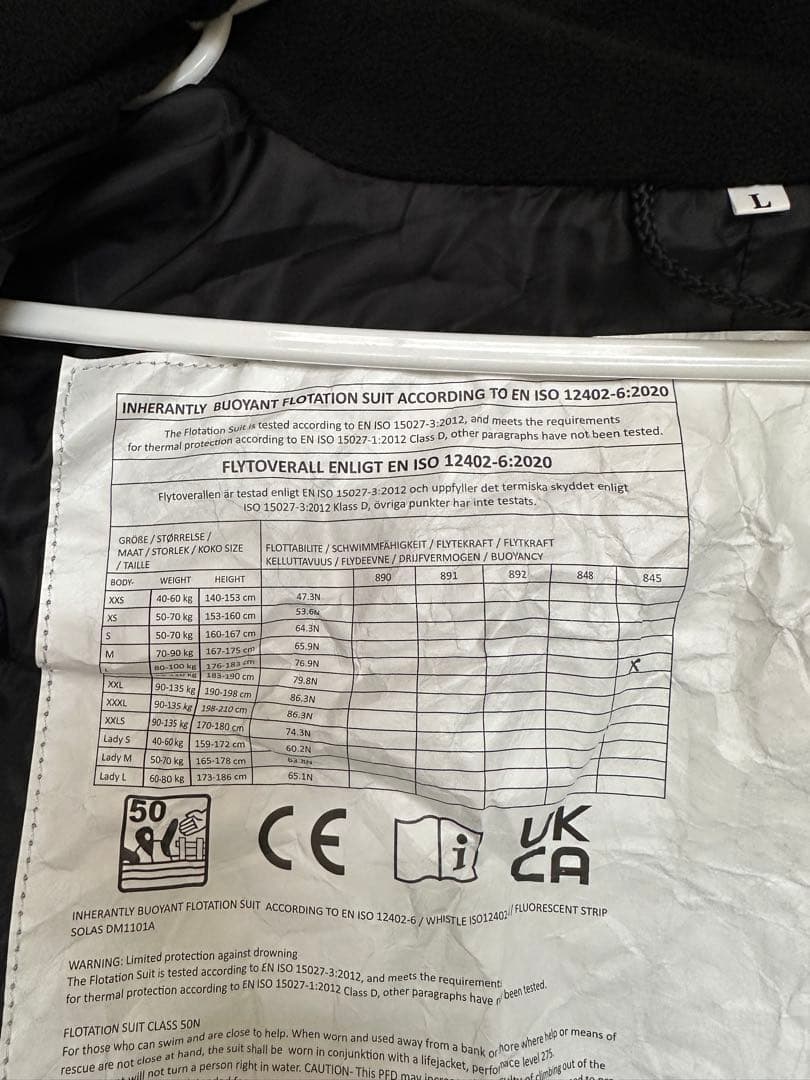 L
INHERANTLY BUOYANT FLOTATION SUIT ACCORDING TO EN ISO 12402-6:2020
The Flotation Suit is tested according to EN ISO 15027-3:2012, and meets the requirements
for thermal protection according to EN ISO 15027-1:2012 Class D, other paragraphs have not been tested.
FLYTOVERALL ENLIGT EN ISO 12402-6:2020
Flytoverallen är testad enligt EN ISO 15027-3:2012 och uppfyller det termiska skyddet enligt
ISO 15027-3:2012 Klass D, övriga punkter har inte testats.
GRÖßE / STØRRELSE /
MAAT / STORLEK / KOKO SIZE
/ TAILLE
FLOTTABILITE / SCHWIMMFÄHIGKEIT / FLYTEKRAFT / FLYTKRAFT
KELLUTTAVUUS / FLYDEEVNE / DRIJFVERMOGEN / BUOYANCY
BODY- WEIGHT HEIGHT 890 891 892 848 845
XXS 40-60 kg 140-153 cm 47.3N
XS 50-70 kg 153-160 cm 53.6N
S 50-70 kg 160-167 cm 64.3N
M 70-90 kg 167-175 cm 65.9N
80-100 kg 176-183 cm 76.9N X
183-190 cm 79.8N
XXL 90-135 kg 190-198 cm 86.3N
XXXL 90-135 kg 198-210 cm 86.3N
XXLS 90-135 kg 170-180 cm 74.3N
Lady S 40-60 kg 159-172 cm 60.2N
Lady M 50-70 kg 165-178 cm
Lady L 60-80 kg 173-186 cm 65.1N
50
CE
i
UK
CA
INHERANTLY BUOYANT FLOTATION SUIT ACCORDING TO EN ISO 12402-6 / WHISTLE ISO12402 / FLUORESCENT STRIP
SOLAS DM1101A
WARNING: Limited protection against drowning
The Flotation Suit is tested according to EN ISO 15027-3:2012, and meets the requirement
for thermal protection according to EN ISO 15027-1:2012 Class D, other paragraphs have been tested.
FLOTATION SUIT CLASS 50N
For those who can swim and are close to help. When worn and used away from a bank or hore where help or means of
rescue are not close at hand, the suit shall be worn in conjunction with a lifejacket, perfo mace level 275.
will not turn a person right in water. CAUTION- This PFD may of climbing out of the